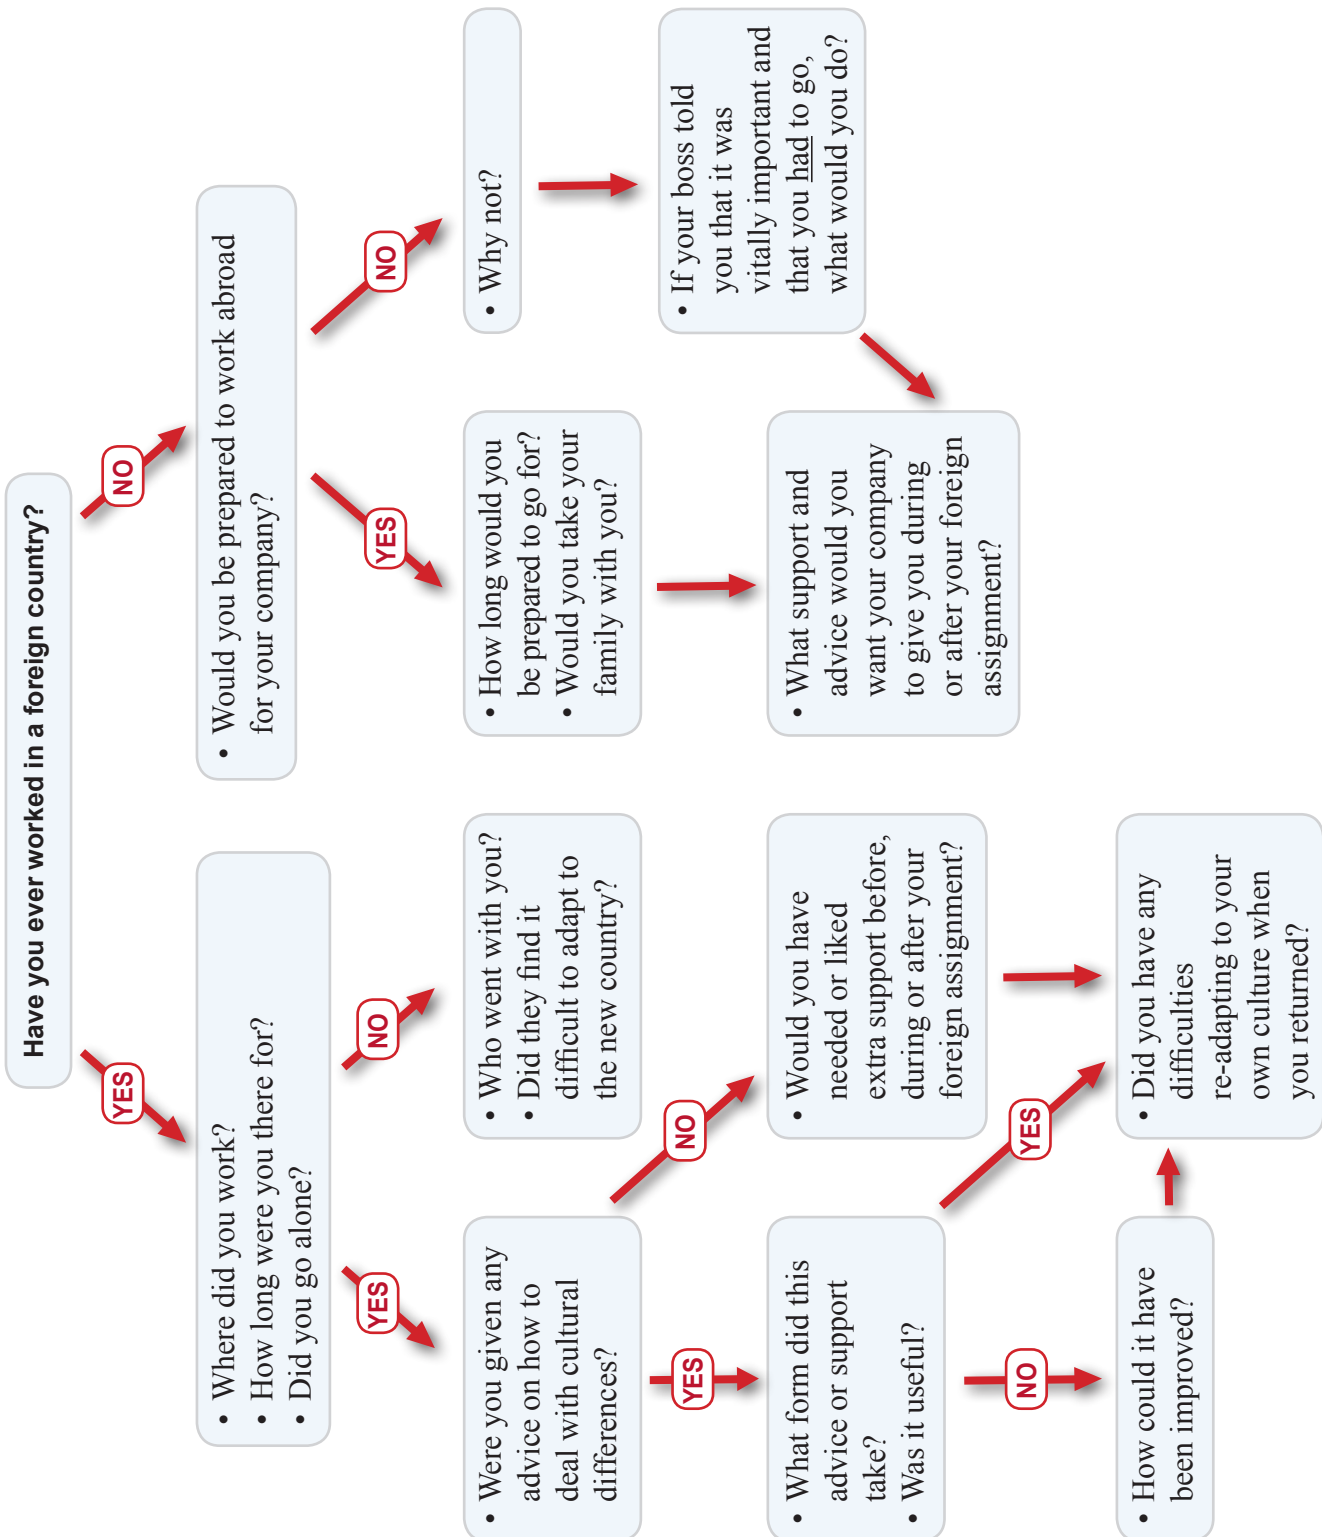 Have you ever worked in a foreign country?
YES
NO
• Where did you work?
• How long were you there for?
• Did you go alone?
• Would you be prepared to work abroad
for your company?
YES
NO
YES
NO
• Were you given any
advice on how to
deal with cultural
differences?
• Who went with you?
• Did they find it
difficult to adapt to
the new country?
• How long would you
be prepared to go for?
• Would you take your
family with you?
• Why not?
YES
NO
• If your boss told
you that it was
vitally important and
that you had to go,
what would you do?
• What form did this
advice or support
take?
• Was it useful?
• Would you have
needed or liked
extra support before,
during or after your
foreign assignment?
• What support and
advice would you
want your company
to give you during
or after your foreign
assignment?
NO
YES
• How could it have
been improved?
• Did you have any
difficulties
re-adapting to your
own culture when
you returned?